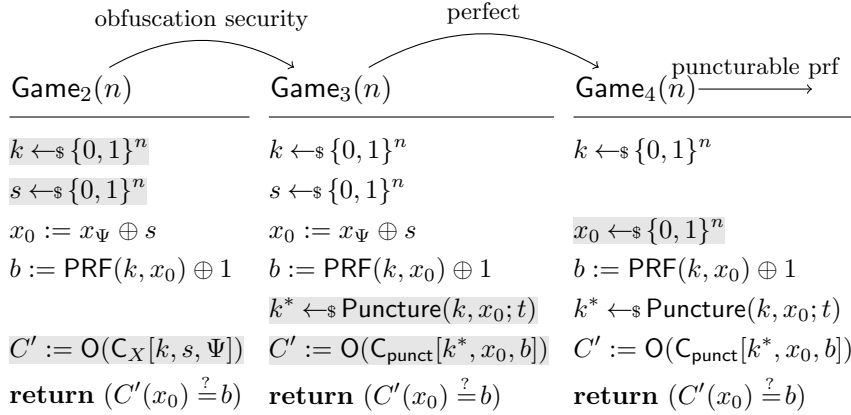 obfuscation security
perfect
puncturable prf
Game₂(n)
k ←$ {0, 1}ⁿ
s ←$ {0, 1}ⁿ
x₀ := x_Ψ ⊕ s
b := PRF(k, x₀) ⊕ 1
C′ := O(C_X[k, s, Ψ])
return (C′(x₀) ≟ b)
Game₃(n)
k ←$ {0, 1}ⁿ
s ←$ {0, 1}ⁿ
x₀ := x_Ψ ⊕ s
b := PRF(k, x₀) ⊕ 1
k* ←$ Puncture(k, x₀; t)
C′ := O(C_punct[k*, x₀, b])
return (C′(x₀) ≟ b)
Game₄(n)
k ←$ {0, 1}ⁿ
x₀ ←$ {0, 1}ⁿ
b := PRF(k, x₀) ⊕ 1
k* ←$ Puncture(k, x₀; t)
C′ := O(C_punct[k*, x₀, b])
return (C′(x₀) ≟ b)